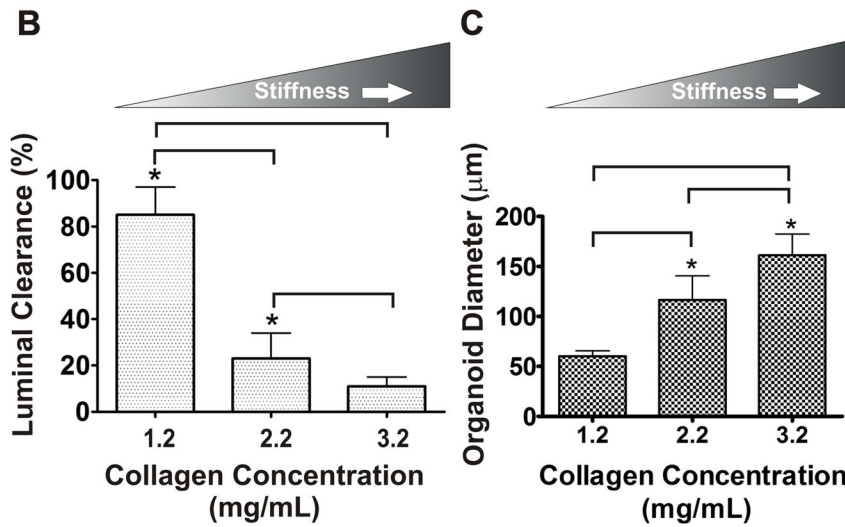 B
Stiffness
Luminal Clearance (%)
100
80
60
40
20
0
*
*
1.2 2.2 3.2
Collagen Concentration
(mg/mL)
C
Stiffness
Organoid Diameter (μm)
200
150
100
50
0
*
*
1.2 2.2 3.2
Collagen Concentration
(mg/mL)